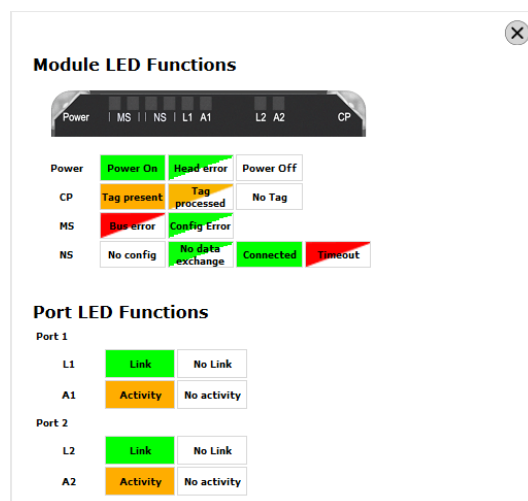 Module LED Functions
Power | MS | | NS | L1 A1 L2 A2 CP
Power Power On Head error Power Off
CP Tag present Tag processed No Tag
MS Bus error Config Error
NS No config No data exchange Connected Timeout
Port LED Functions
Port 1
L1 Link No Link
A1 Activity No activity
Port 2
L2 Link No Link
A2 Activity No activity